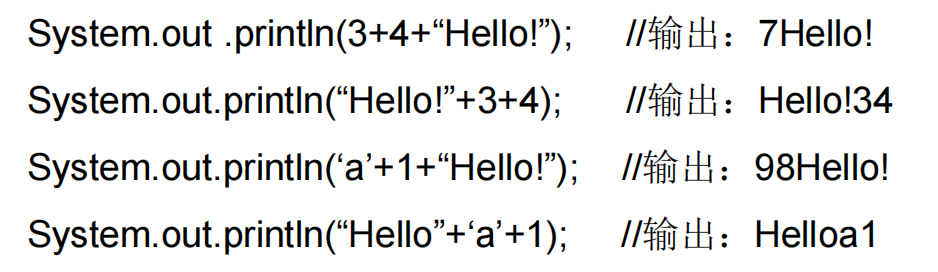 System.out .println(3+4+“Hello!”); //输出：7Hello!
System.out.println(“Hello!”+3+4); //输出：Hello!34
System.out.println(‘a’+1+“Hello!”); //输出：98Hello!
System.out.println(“Hello”+‘a’+1); //输出：Helloa1